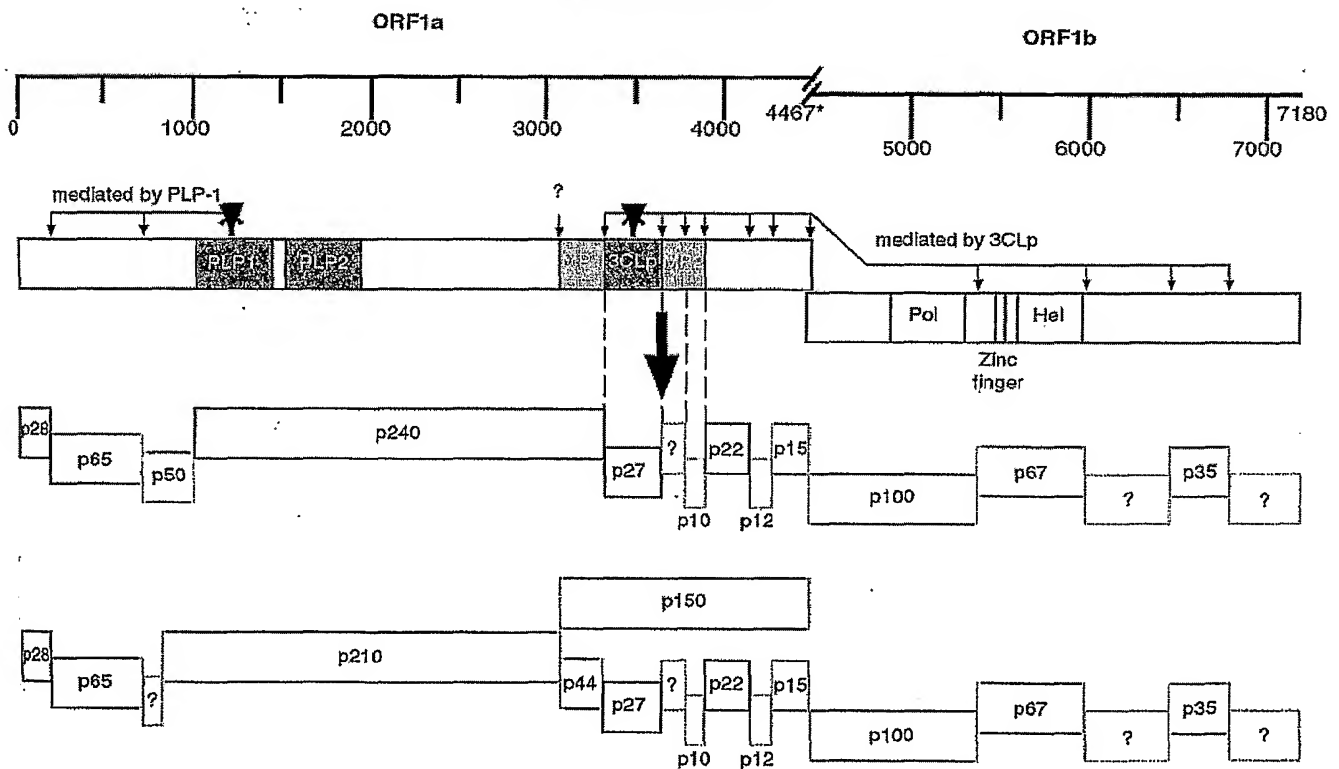 ORF1a
ORF1b
0 1000 2000 3000 4000 4467* 5000 6000 7000 7180
mediated by PLP-1
?
mediated by 3CLp
PLP1 PLP2 3CLp
Pol Hel
Zinc
finger
p28 p65 p50 p240 p27 ? p10 p22 p12 p15 p100 p67 ? p35 ?
p150
p28 p65 ? p210 p44 p27 ? p10 p22 p12 p15 p100 p67 ? p35 ?